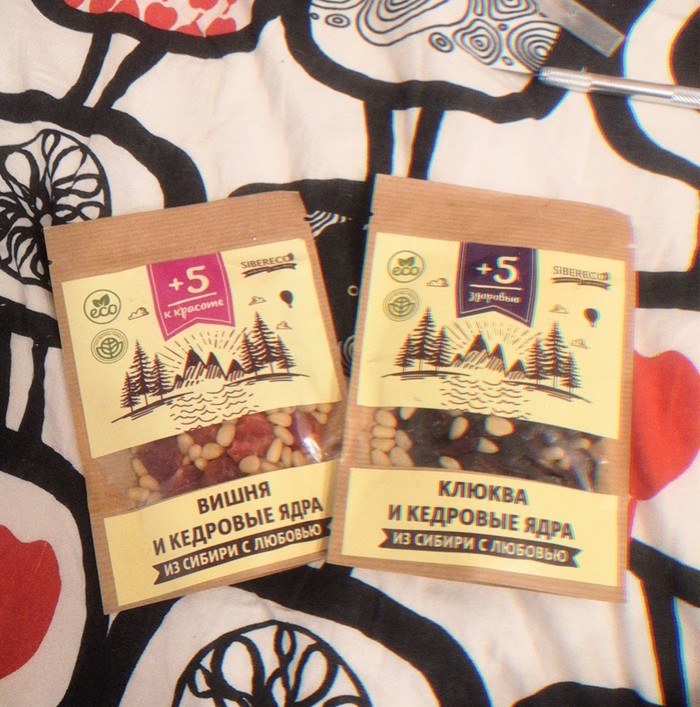 +5
к красоте
SIBERECO
eco
ВИШНЯ
И КЕДРОВЫЕ ЯДРА
ИЗ СИБИРИ С ЛЮБОВЬЮ
+5
здоровью
SIBERECO
eco
КЛЮКВА
И КЕДРОВЫЕ ЯДРА
ИЗ СИБИРИ С ЛЮБОВЬЮ